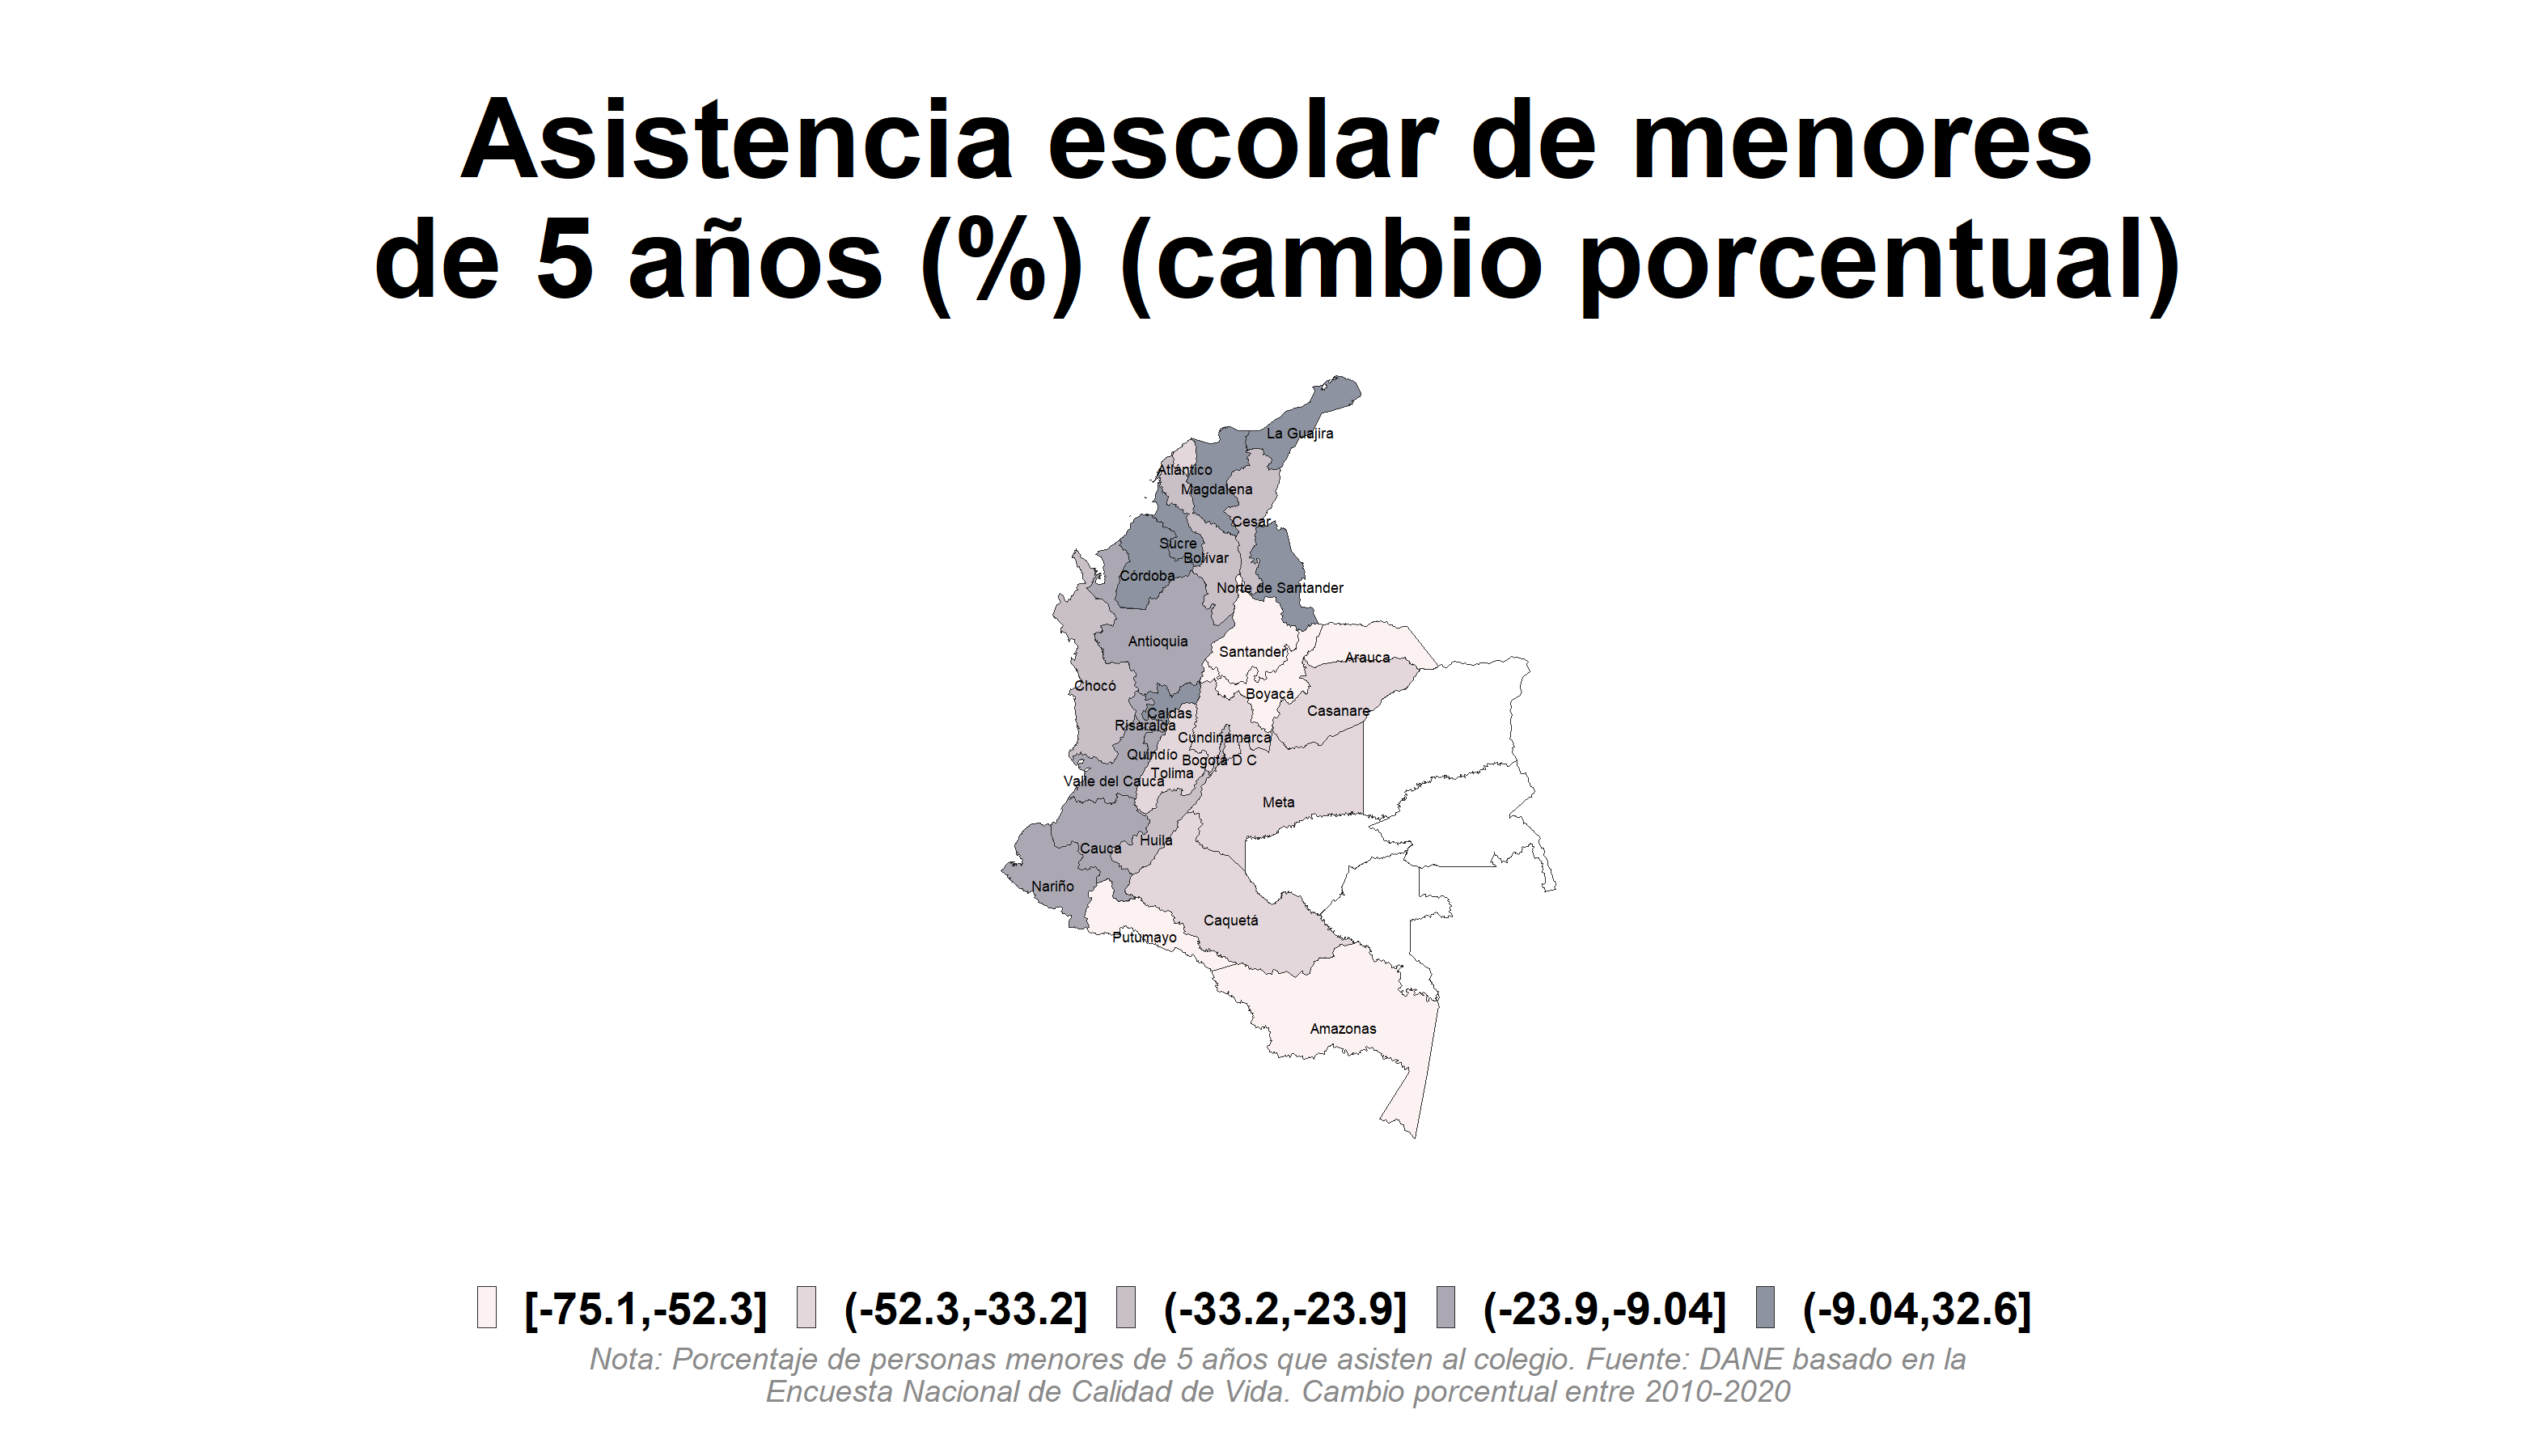 Asistencia escolar de menores
de 5 años (%) (cambio porcentual)
La Guajira
Atlántico
Magdalena
Cesar
Sucre
Bolívar
Córdoba
Norte de Santander
Antioquia
Santander
Arauca
Chocó
Boyacá
Casanare
Caldas
Risaralda
Cundinamarca
Quindío
Bogotá D C
Tolima
Valle del Cauca
Meta
Huila
Cauca
Nariño
Caquetá
Putumayo
Amazonas
[-75.1,-52.3] (-52.3,-33.2] (-33.2,-23.9] (-23.9,-9.04] (-9.04,32.6]
Nota: Porcentaje de personas menores de 5 años que asisten al colegio. Fuente: DANE basado en la
Encuesta Nacional de Calidad de Vida. Cambio porcentual entre 2010-2020